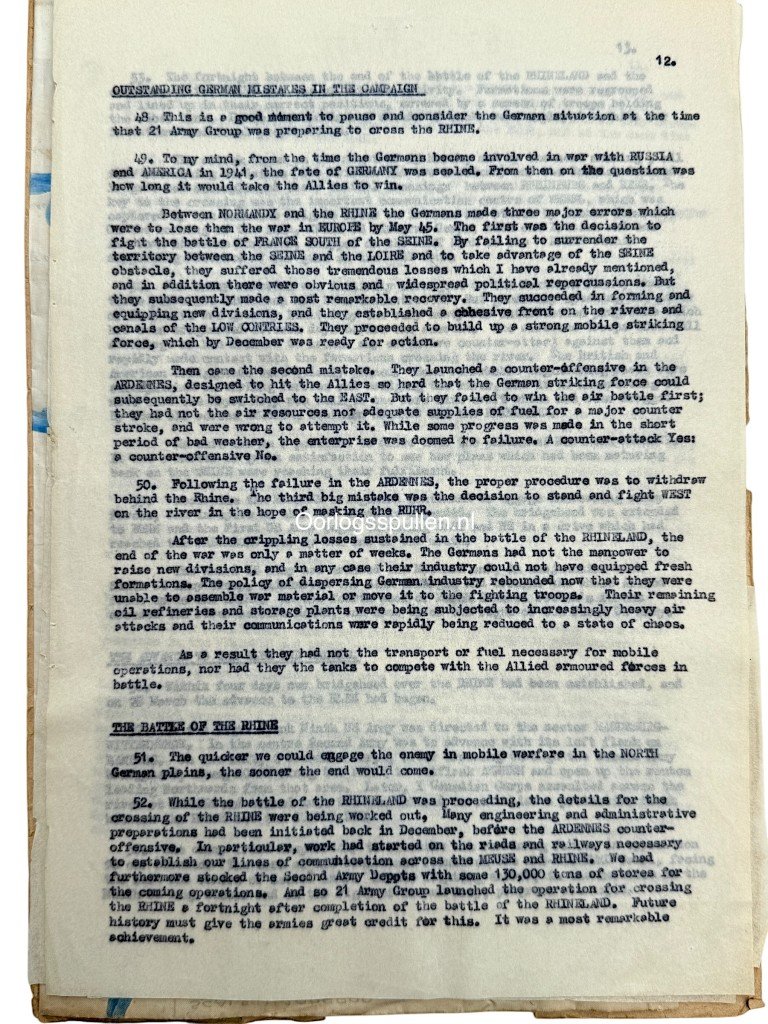 13.
12.
OUTSTANDING GERMAN MISTAKES IN THE CAMPAIGN
48 This is a good moment to pause and consider the German situation at the time
that 21 Army Group was preparing to cross the RHINE.
49. To my mind, from the time the Germans became involved in war with RUSSIA
and AMERICA in 1941, the fate of GERMANY was sealed. From then on the question was
how long it would take the Allies to win.
Between NORMANDY and the RHINE the Germans made three major errors which
were to lose them the war in EUROPE by May 45. The first was the decision to
fight the battle of FRANCE SOUTH of the SEINE. By failing to surrender the
territory between the SEINE and the LOIRE and to take advantage of the SEINE
obstacle, they suffered those tremendous losses which I have already mentioned,
and in addition there were obvious and widespread political repercussions. But
they subsequently made a most remarkable recovery. They succeeded in forming and
equipping new divisions, and they established a cohesive front on the rivers and
canals of the LOW CONTRIES. They proceeded to build up a strong mobile striking
force, which by December was ready for action.
Then came the second mistake. They launched a counter-offensive in the
ARDENNES, designed to hit the Allies so hard that the German striking force could
subsequently be switched to the EAST. But they failed to win the air battle first;
they had not the air resources nor adequate supplies of fuel for a major counter
stroke, and were wrong to attempt it. While some progress was made in the short
period of bad weather, the enterprise was doomed to failure. A counter-attack Yes:
a counter-offensive No.
50. Following the failure in the ARDENNES, the proper procedure was to withdraw
behind the Rhine. The third big mistake was the decision to stand and fight WEST
on the river in the hope of masking the RUHR.
Oorlogsspullen.nl
After the crippling losses sustained in the battle of the RHINELAND, the
end of the war was only a matter of weeks. The Germans had not the manpower to
raise new divisions, and in any case their industry could not have equipped fresh
formations. The policy of dispersing German industry rebounded now that they were
unable to assemble war material or move it to the fighting troops. Their remaining
oil refineries and storage plants were being subjected to increasingly heavy air
attacks and their communications were rapidly being reduced to a state of chaos.
As a result they had not the transport or fuel necessary for mobile
operations, nor had they the tanks to compete with the Allied armoured forces in
battle.
THE BATTLE OF THE RHINE
51. The quicker we could engage the enemy in mobile warfare in the NORTH
German plains, the sooner the end would come.
52. While the battle of the RHINELAND was proceeding, the details for the
crossing of the RHINE were being worked out. Many engineering and administrative
preparations had been initiated back in December, before the ARDENNES counter-
offensive. In particular, work had started on the roads and railways necessary
to establish our lines of communication across the MEUSE and RHINE. We had
furthermore stocked the Second Army Deppts with some 130,000 tons of stores for
the coming operations. And so 21 Army Group launched the operation for crossing
the RHINE a fortnight after completion of the battle of the RHINELAND. Future
history must give the armies great credit for this. It was a most remarkable
achievement.